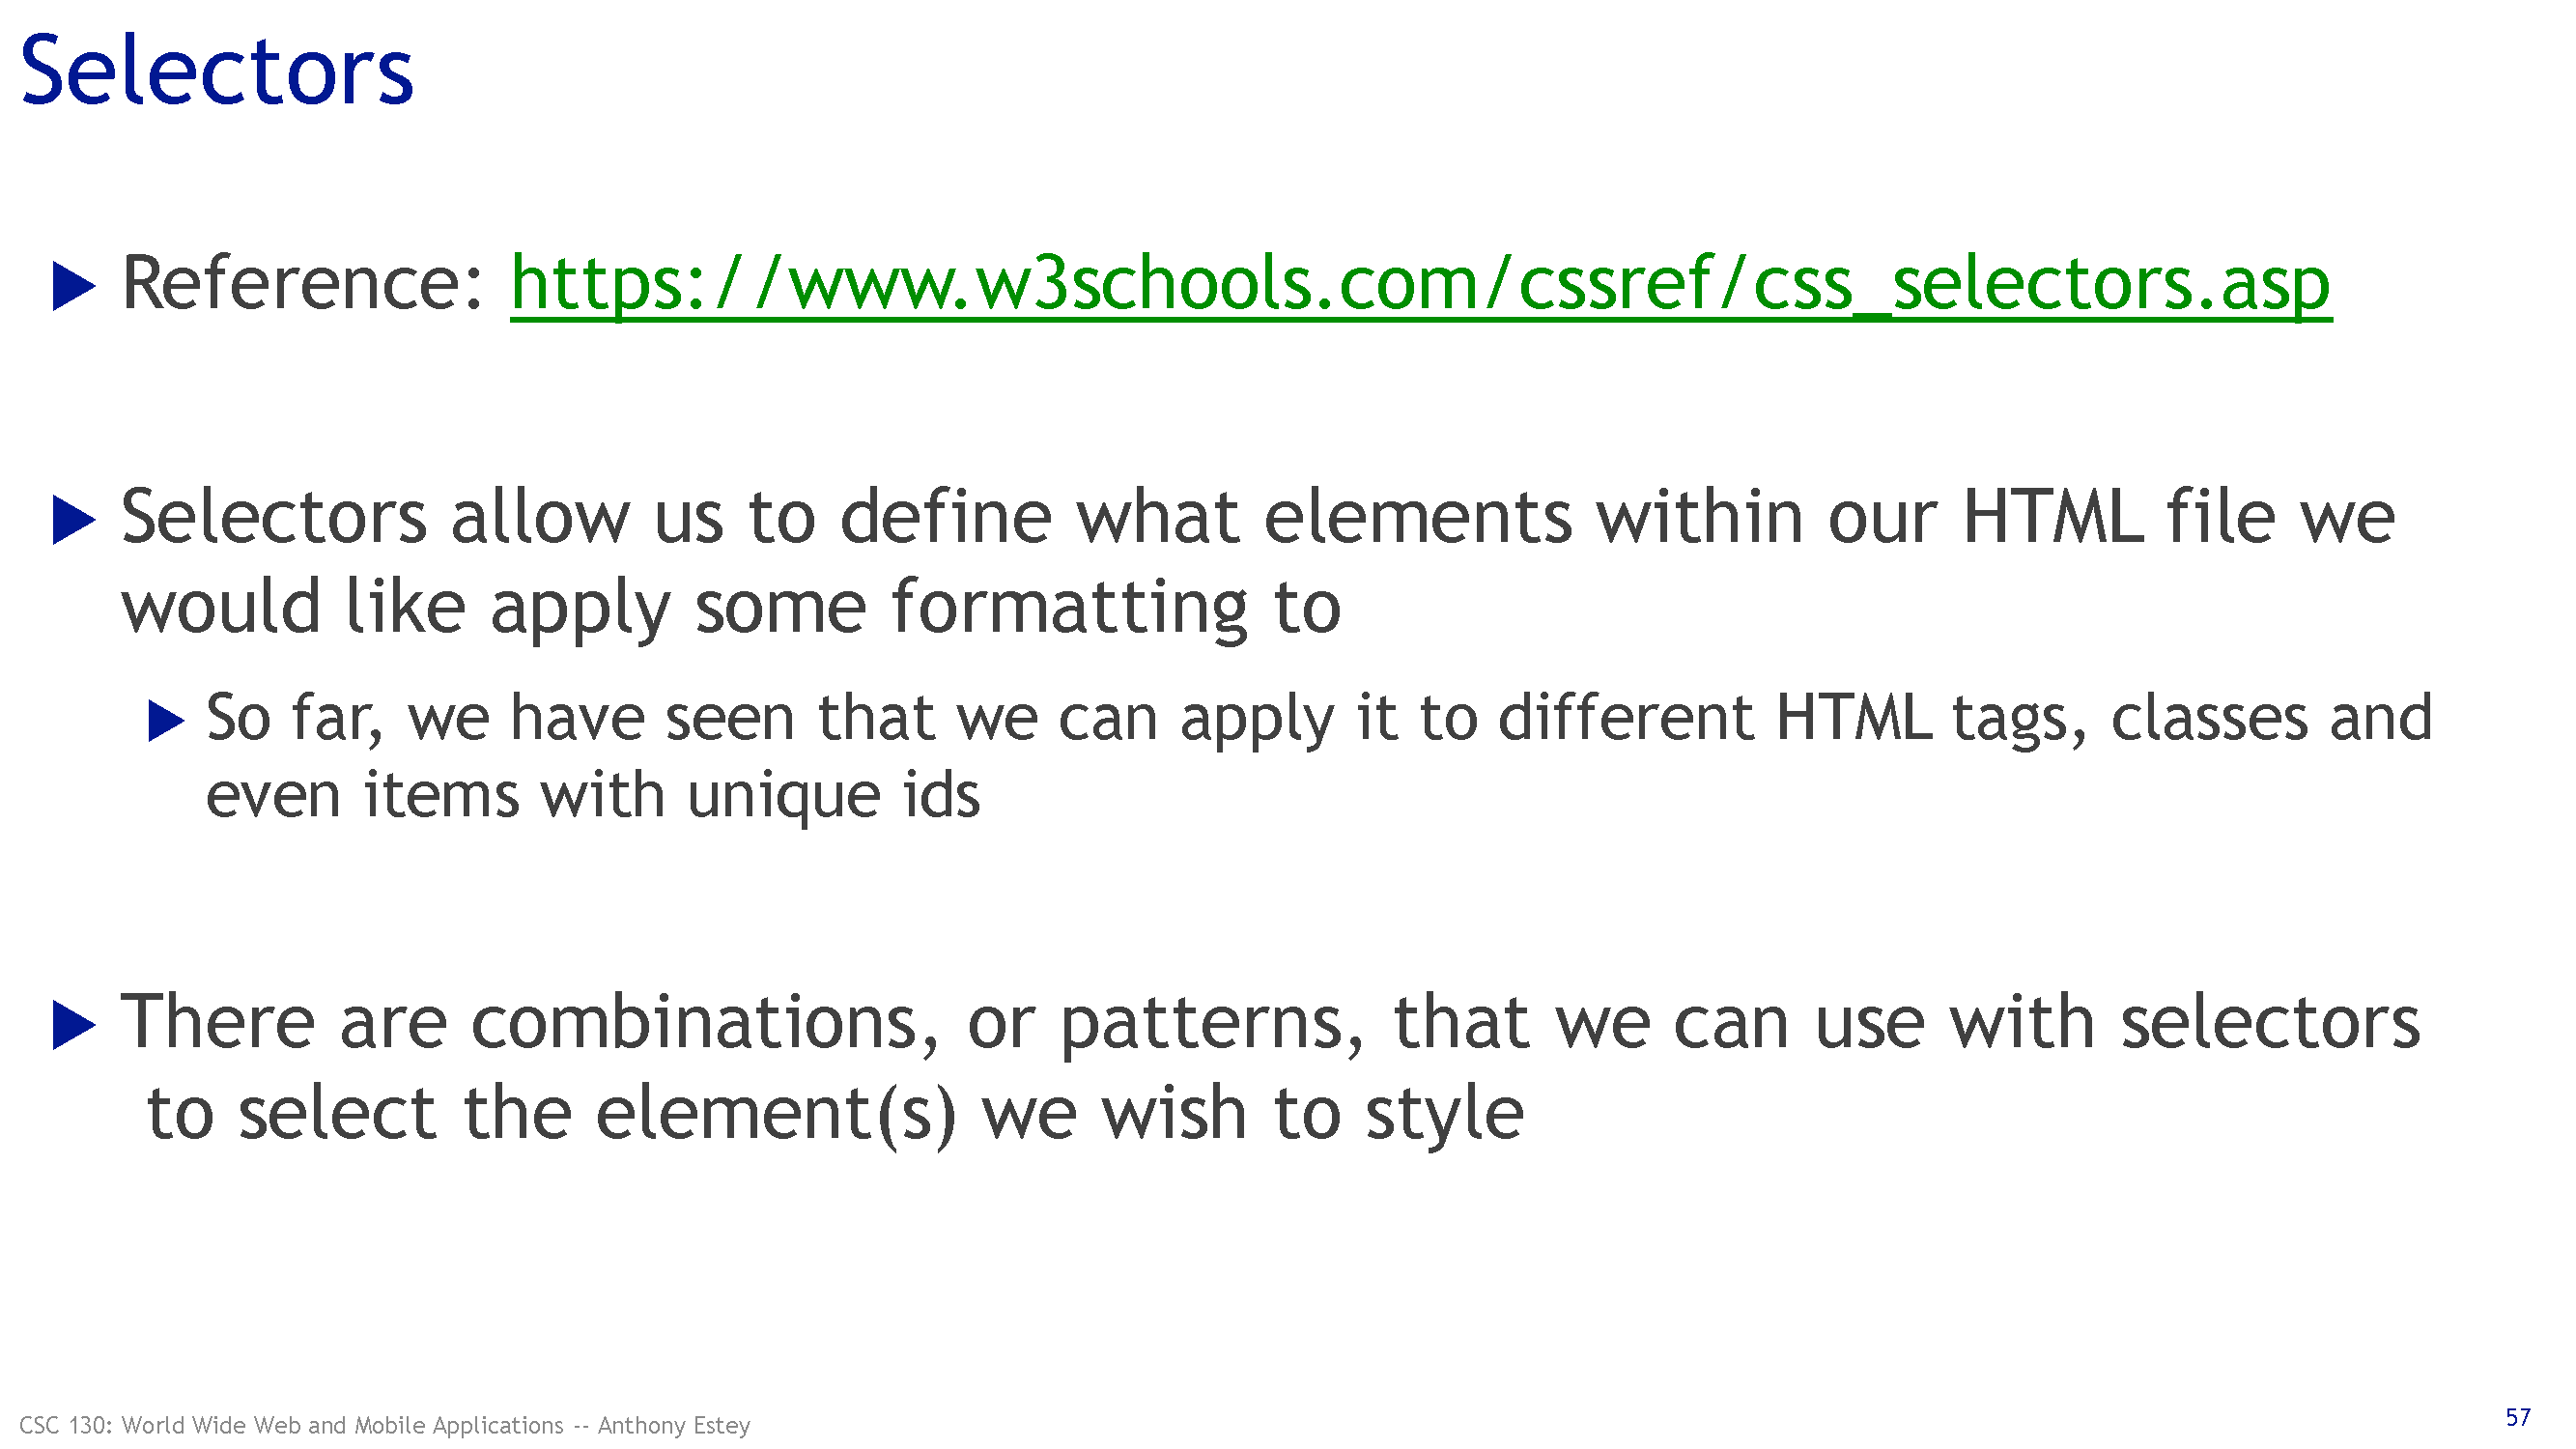 Selectors
Reference: https://www.w3schools.com/cssref/css_selectors.asp
Selectors allow us to define what elements within our HTML file we
would like apply some formatting to
So far, we have seen that we can apply it to different HTML tags, classes and
even items with unique ids
There are combinations, or patterns, that we can use with selectors
to select the element(s) we wish to style
CSC 130: World Wide Web and Mobile Applications -- Anthony Estey
57